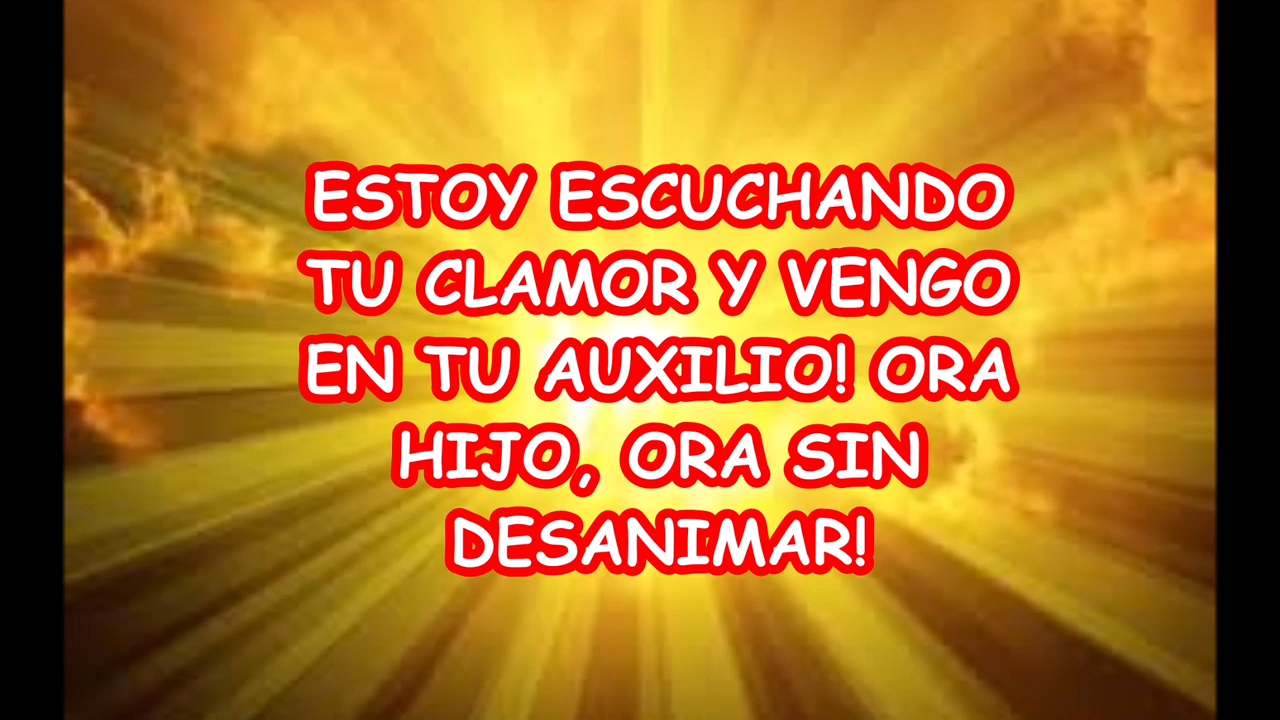 ESTOY ESCUCHANDO
TU CLAMOR Y VENGO
EN TU AUXILIO! ORA
HIJO, ORA SIN
DESANIMAR!